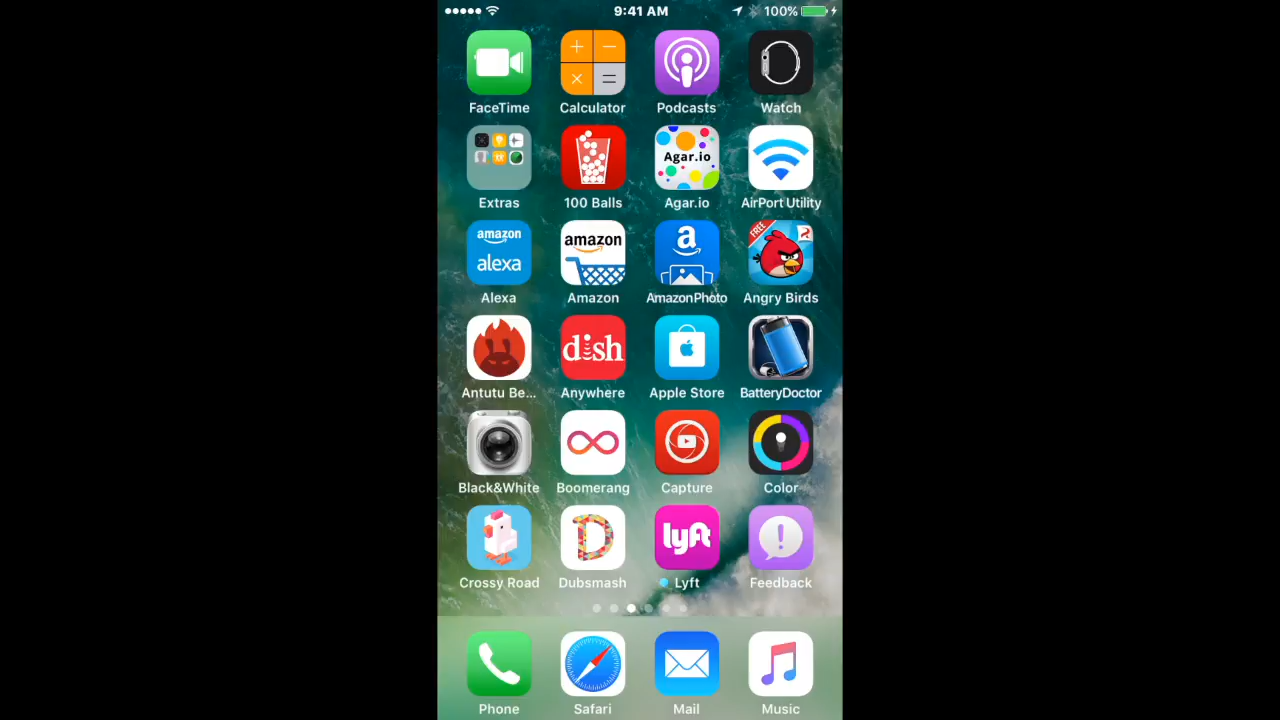 9:41 AM
100%
FaceTime
Calculator
Podcasts
Watch
Agar.io
Extras
100 Balls
Agar.io
AirPort Utility
amazon
alexa
amazon
a
FREE
Alexa
Amazon
AmazonPhoto
Angry Birds
dish
Antutu Be...
Anywhere
Apple Store
BatteryDoctor
Black&White
Boomerang
Capture
Color
D
lyft
Crossy Road
Dubsmash
Lyft
Feedback
Phone
Safari
Mail
Music